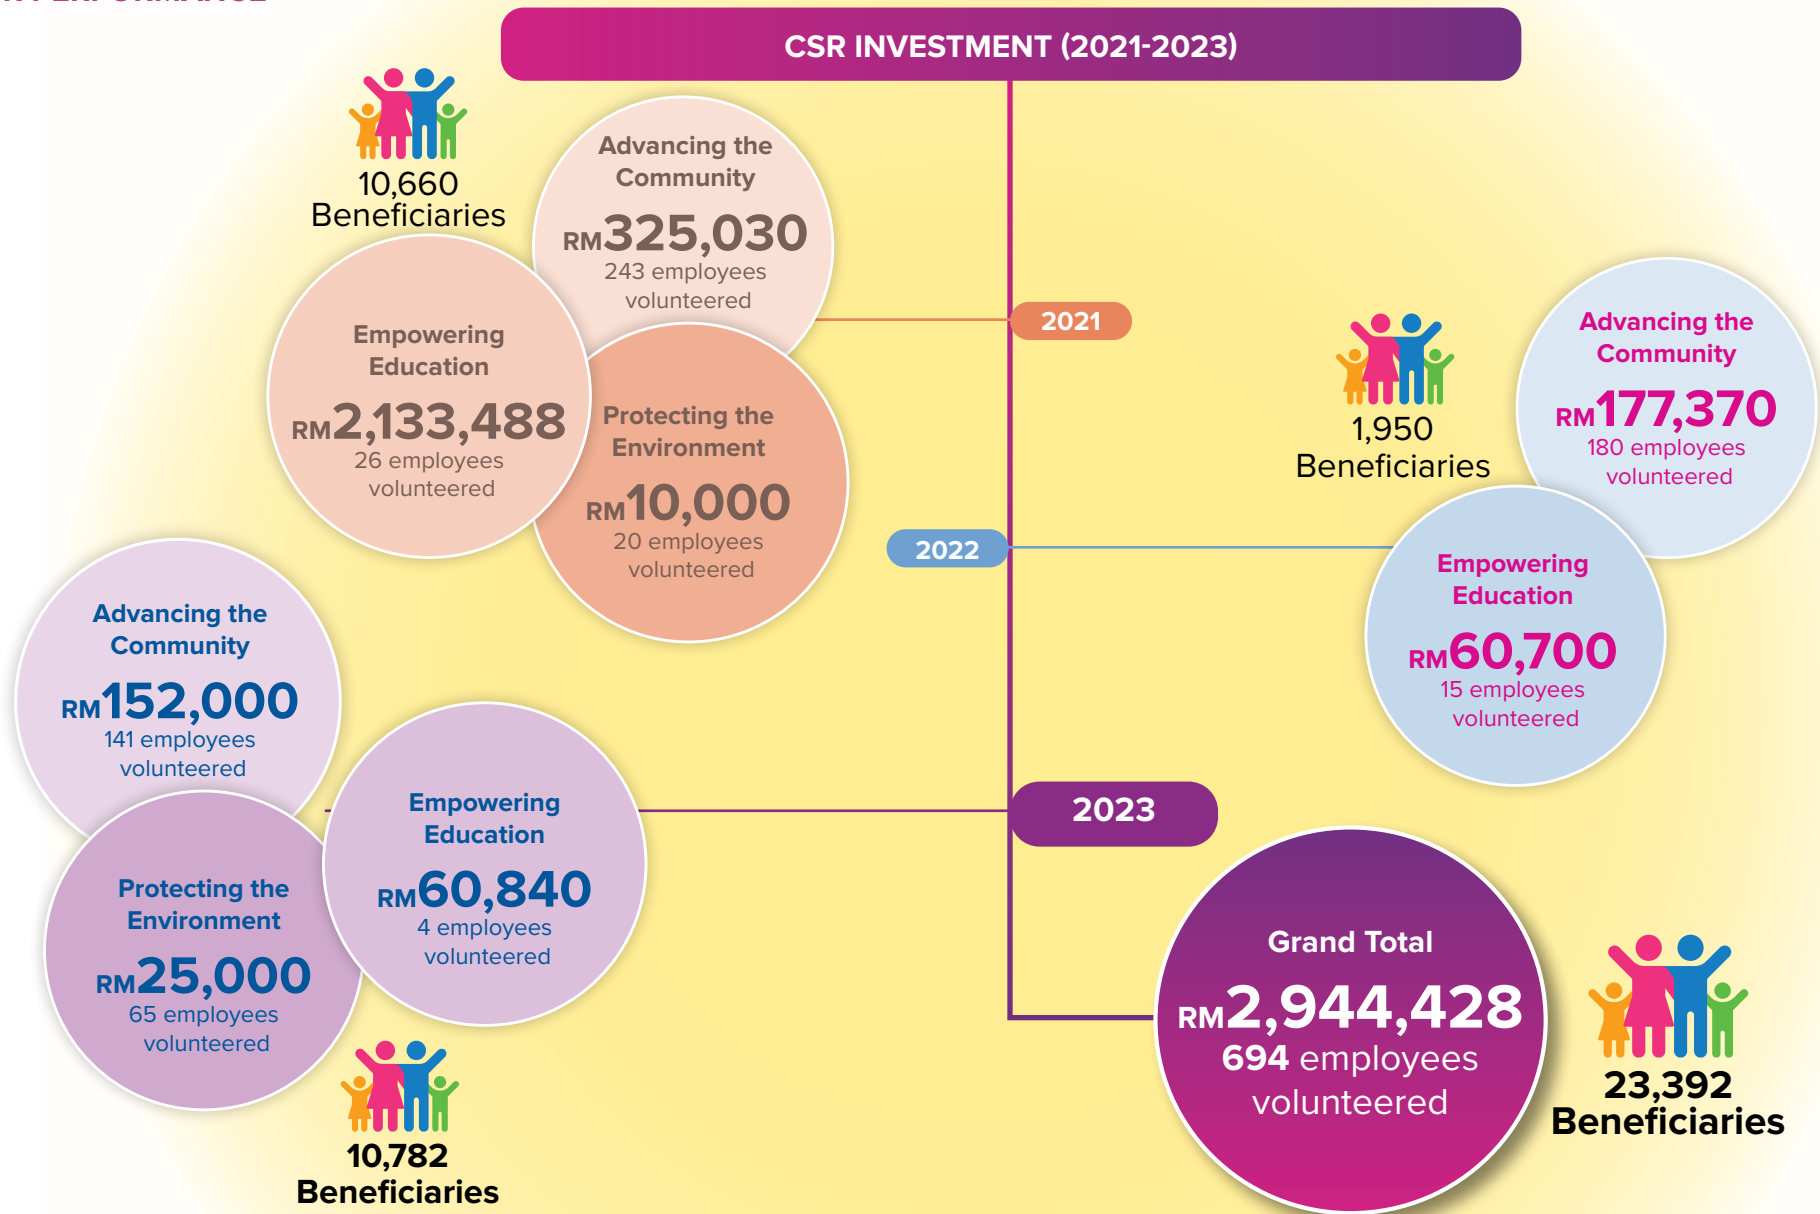 CSR INVESTMENT (2021-2023)
10,660
Beneficiaries
Advancing the
Community
RM325,030
243 employees
volunteered
Empowering
Education
RM2,133,488
26 employees
volunteered
Protecting the
Environment
RM10,000
20 employees
volunteered
2021
1,950
Beneficiaries
Advancing the
Community
RM177,370
180 employees
volunteered
Empowering
Education
RM60,700
15 employees
volunteered
2022
Advancing the
Community
RM152,000
141 employees
volunteered
Empowering
Education
RM60,840
4 employees
volunteered
Protecting the
Environment
RM25,000
65 employees
volunteered
10,782
Beneficiaries
2023
Grand Total
RM2,944,428
694 employees
volunteered
23,392
Beneficiaries